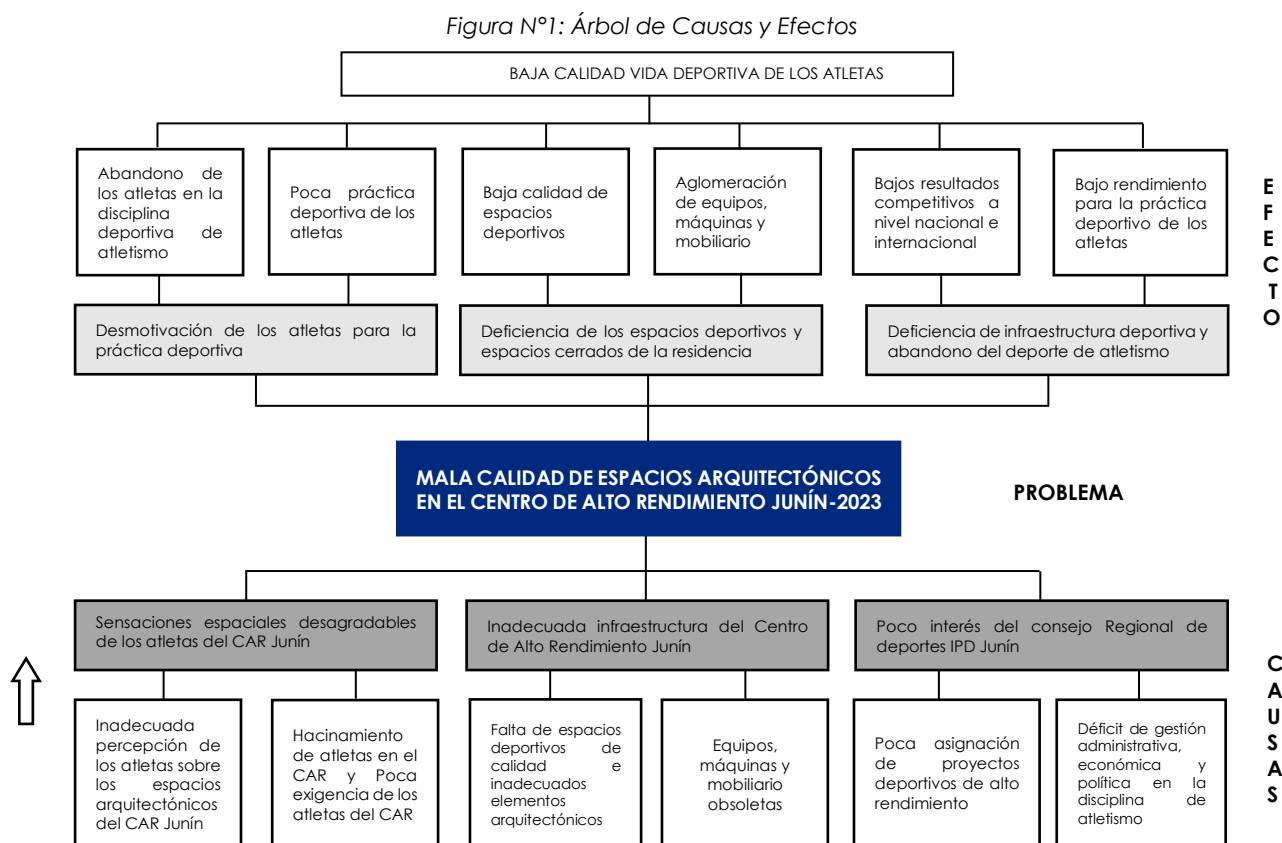 Figura N°1: Árbol de Causas y Efectos
BAJA CALIDAD VIDA DEPORTIVA DE LOS ATLETAS
Abandono de
los atletas en la
disciplina
deportiva de
atletismo
Poca práctica
deportiva de los
atletas
Baja calidad de
espacios
deportivos
Aglomeración
de equipos,
máquinas y
mobiliario
Bajos resultados
competitivos a
nivel nacional e
internacional
Bajo rendimiento
para la práctica
deportivo de los
atletas
EFECTO
Desmotivación de los atletas para la
práctica deportiva
Deficiencia de los espacios deportivos y
espacios cerrados de la residencia
Deficiencia de infraestructura deportiva y
abandono del deporte de atletismo
MALA CALIDAD DE ESPACIOS ARQUITECTÓNICOS
EN EL CENTRO DE ALTO RENDIMIENTO JUNÍN-2023
PROBLEMA
Sensaciones espaciales desagradables
de los atletas del CAR Junín
Inadecuada infraestructura del Centro
de Alto Rendimiento Junín
Poco interés del consejo Regional de
deportes IPD Junín
Inadecuada
percepción de
los atletas sobre
los espacios
arquitectónicos
del CAR Junín
Hacinamiento
de atletas en el
CAR y Poca
exigencia de los
atletas del CAR
Falta de espacios
deportivos de
calidad e
inadecuados
elementos
arquitectónicos
Equipos,
máquinas y
mobiliario
obsoletas
Poca asignación
de proyectos
deportivos de alto
rendimiento
Déficit de gestión
administrativa,
económica y
política en la
disciplina de
atletismo
CAUSAS